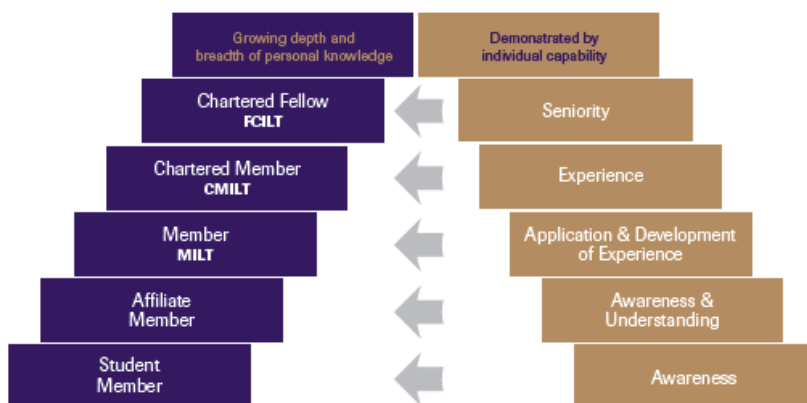 Growing depth and
breadth of personal knowledge
Demonstrated by
individual capability
Chartered Fellow
FCILT
Seniority
Chartered Member
CMILT
Experience
Member
MILT
Application & Development
of Experience
Affiliate
Member
Awareness &
Understanding
Student
Member
Awareness